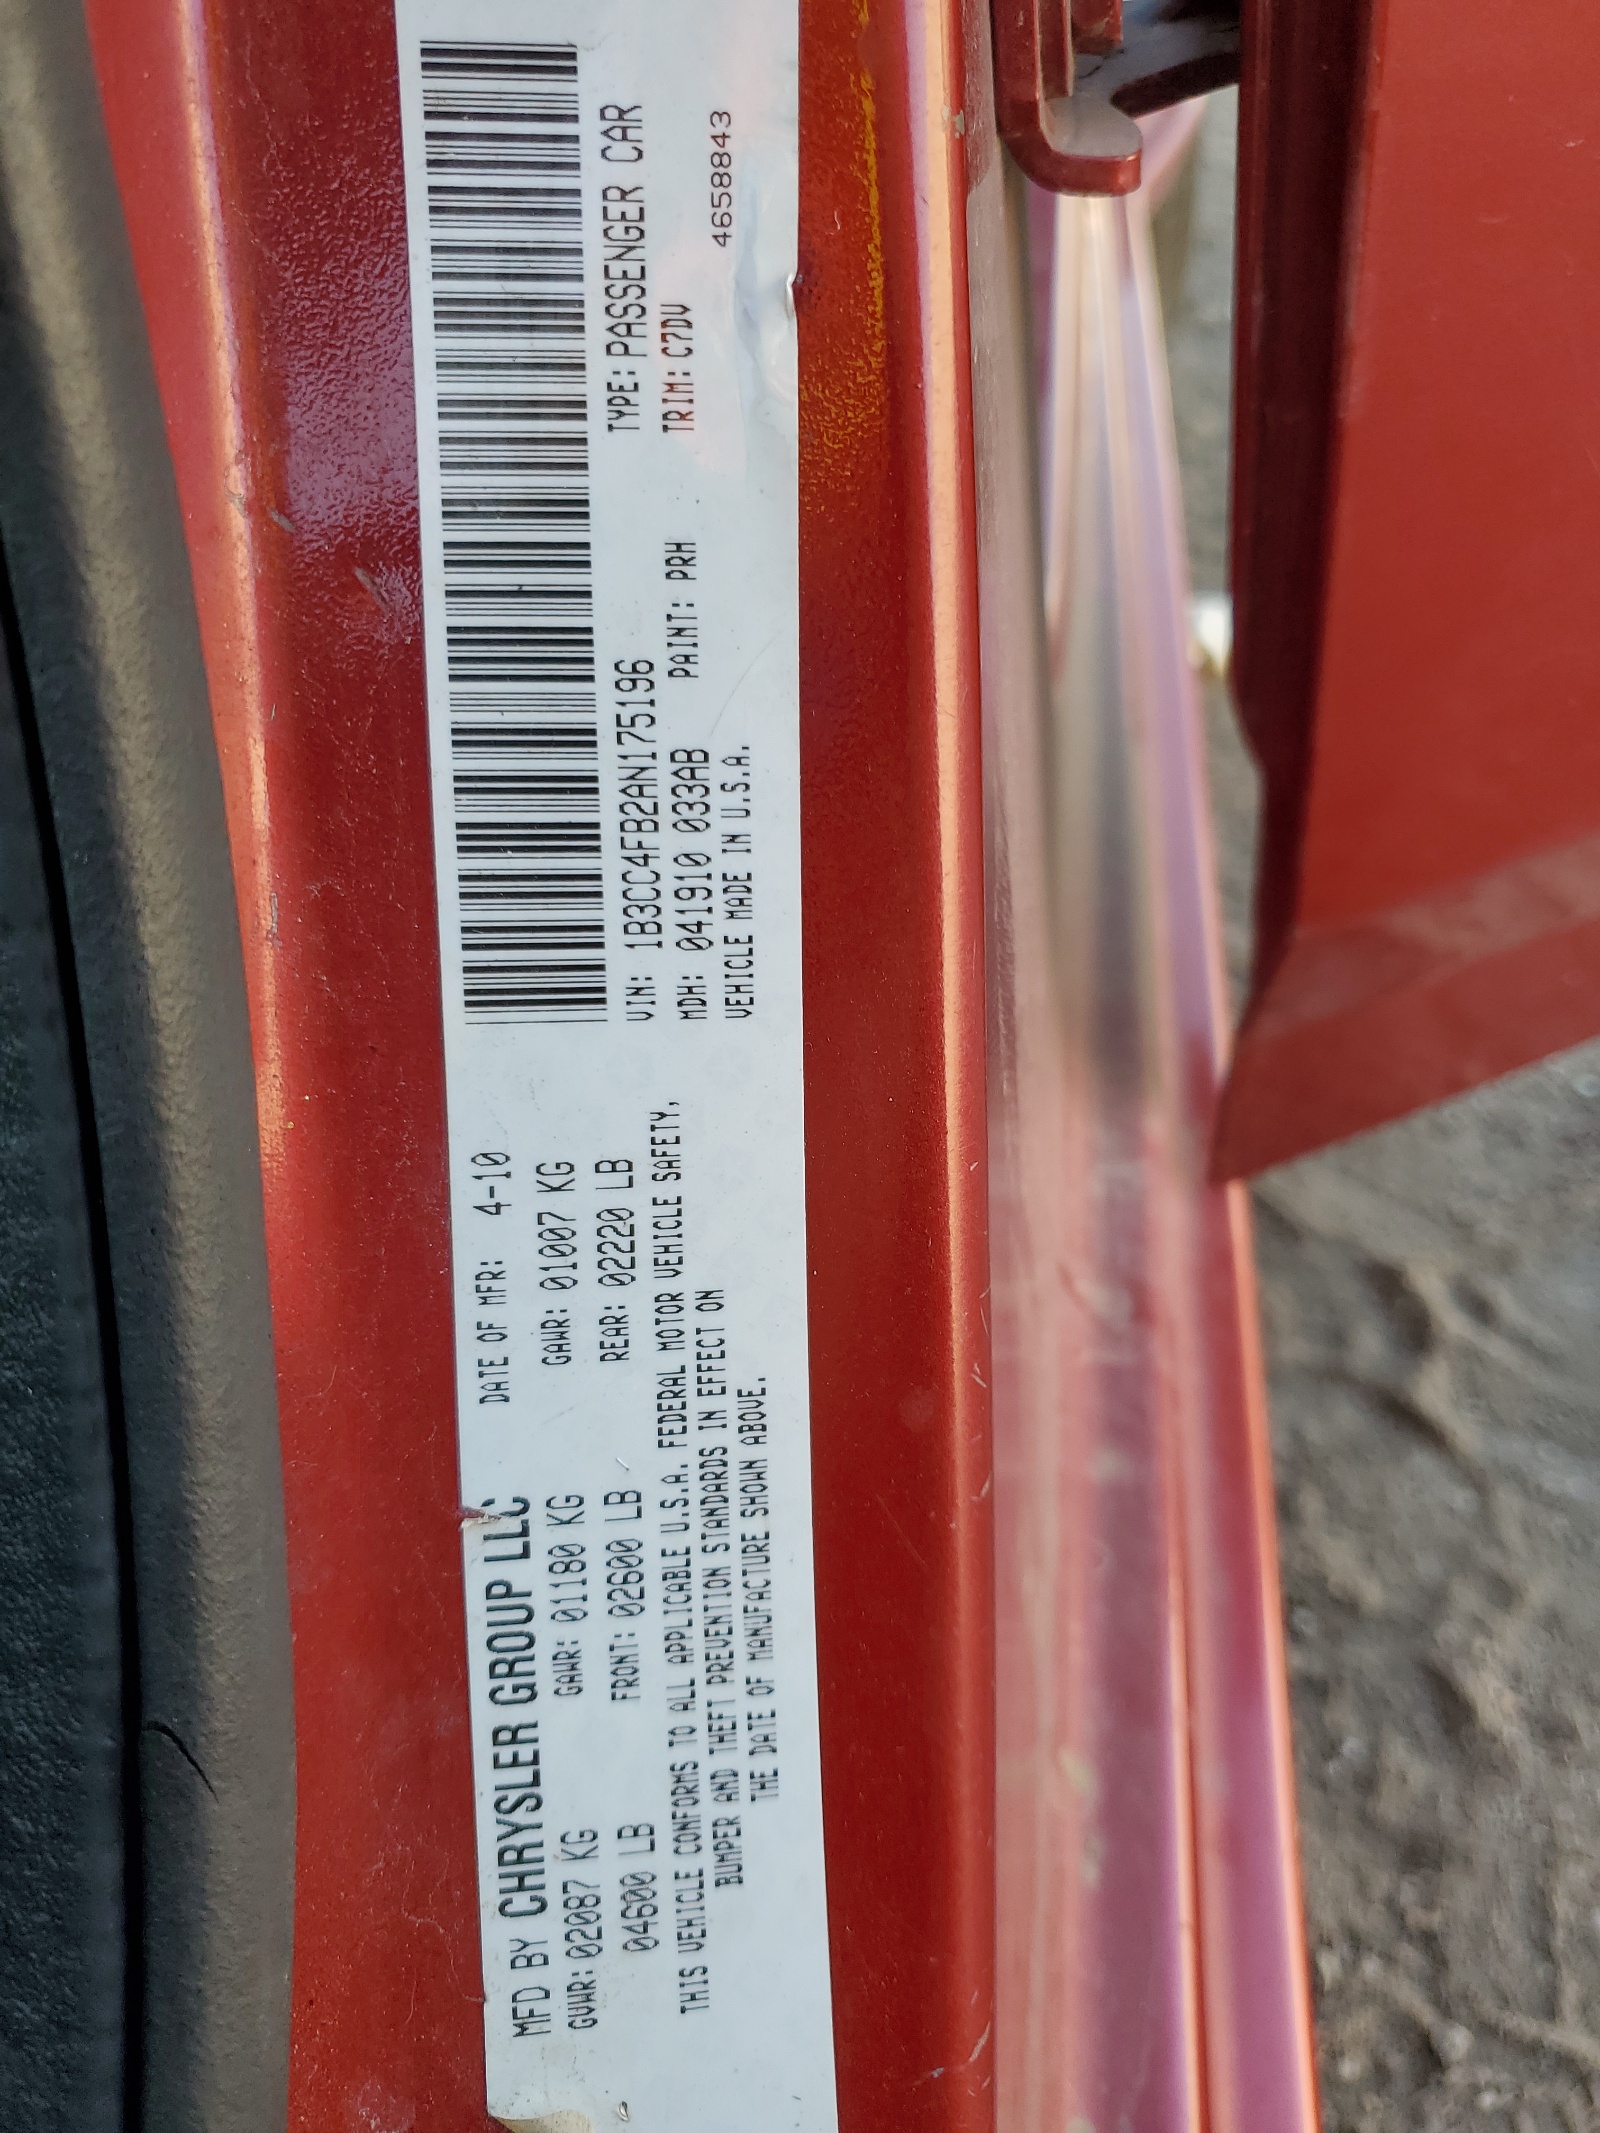 MFD BY CHRYSLER GROUP LLC DATE OF MFR: 4-10
GVWR: 02087 KG GAWR: 01180 KG GAWR: 01007 KG
04600 LB FRONT: 02600 LB REAR: 02220 LB
THIS VEHICLE CONFORMS TO ALL APPLICABLE U.S.A. FEDERAL MOTOR VEHICLE SAFETY,
BUMPER AND THEFT PREVENTION STANDARDS IN EFFECT ON
THE DATE OF MANUFACTURE SHOWN ABOVE.
VIN: 1B3CC4FB2AN175196 TYPE: PASSENGER CAR
MDH: 041910 033AB PAINT: PRH TRIM: C7DV
VEHICLE MADE IN U.S.A. 4658843